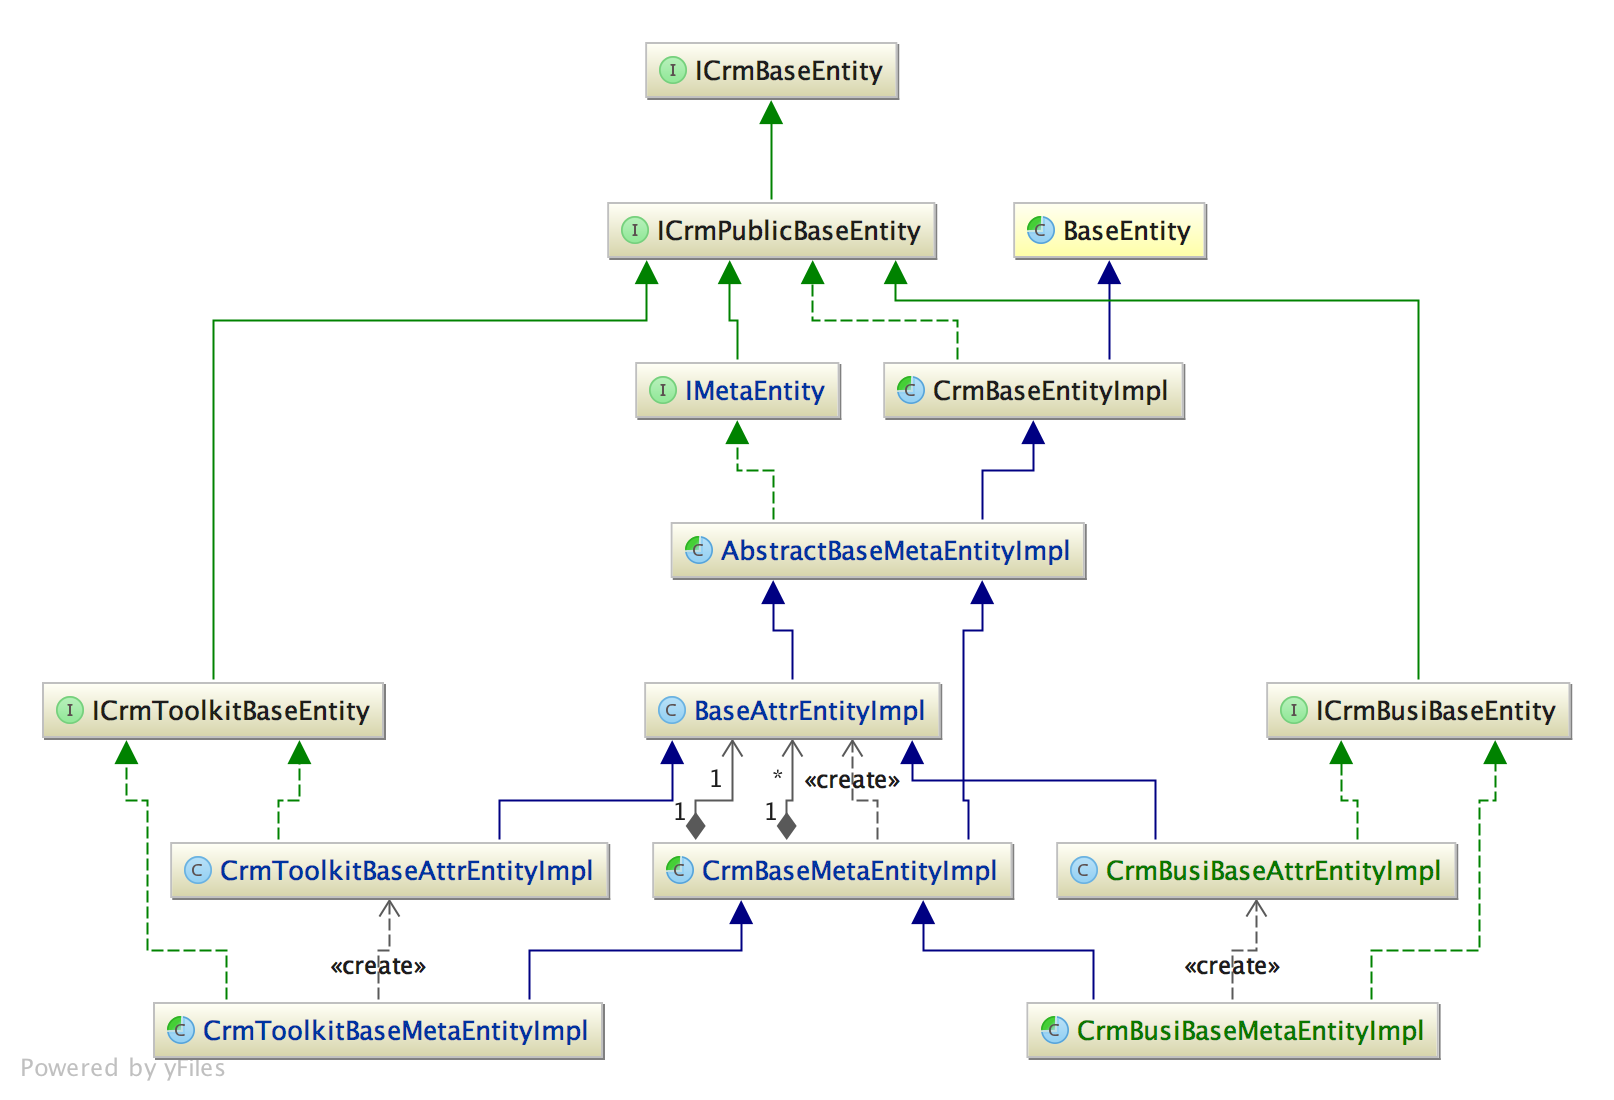 I ICrmBaseEntity
I ICrmPublicBaseEntity
C BaseEntity
I IMetaEntity
C CrmBaseEntityImpl
C AbstractBaseMetaEntityImpl
I ICrmToolkitBaseEntity
C BaseAttrEntityImpl
I ICrmBusiBaseEntity
1 * «create»
1 1
C CrmToolkitBaseAttrEntityImpl
C CrmBaseMetaEntityImpl
C CrmBusiBaseAttrEntityImpl
«create»
«create»
C CrmToolkitBaseMetaEntityImpl
C CrmBusiBaseMetaEntityImpl
Powered by yFiles